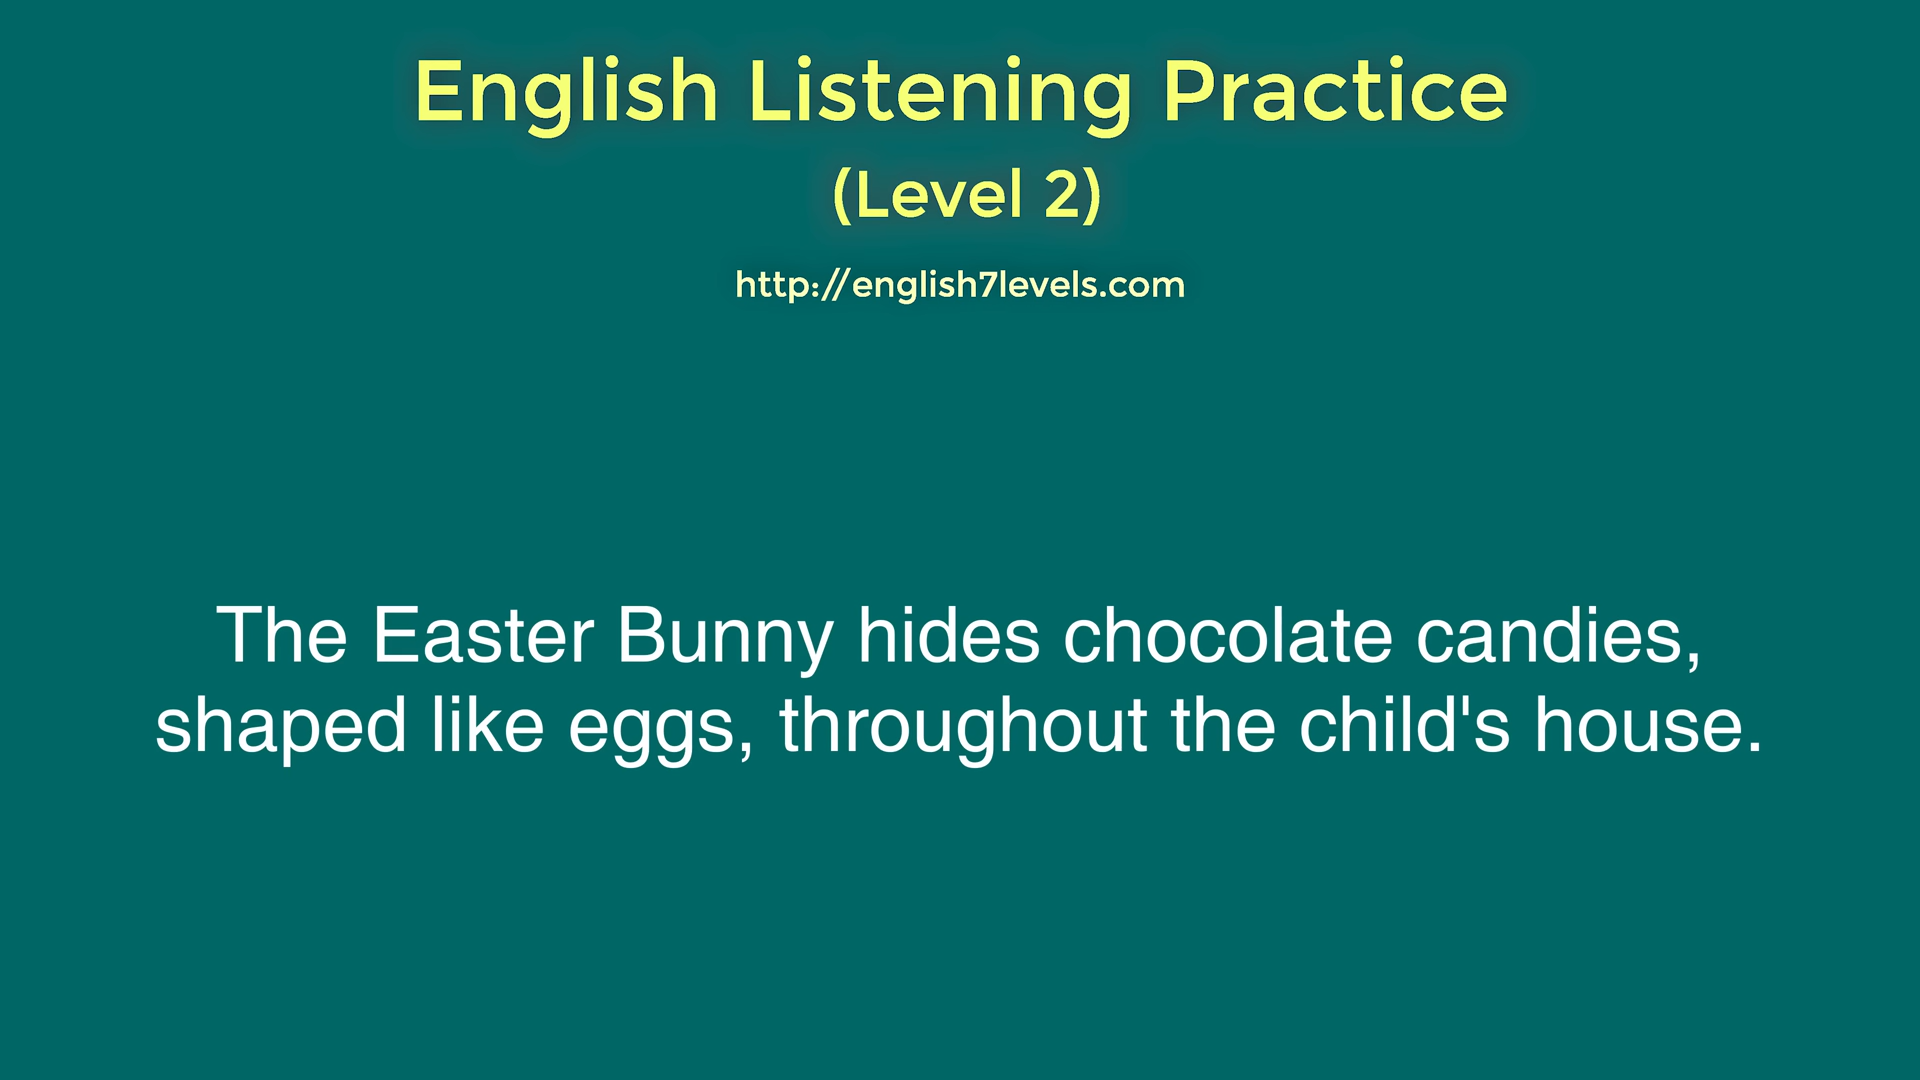 English Listening Practice
(Level 2)
http://english7levels.com
The Easter Bunny hides chocolate candies,
shaped like eggs, throughout the child's house.